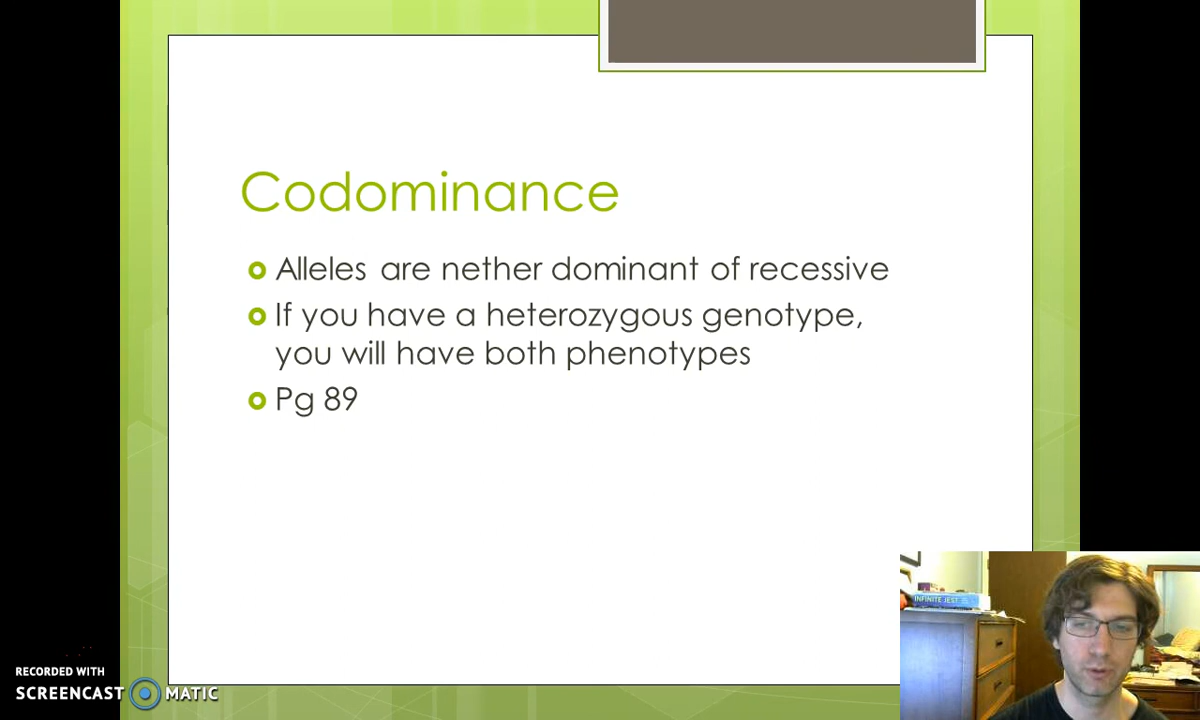 Codominance
Alleles are nether dominant of recessive
If you have a heterozygous genotype,
you will have both phenotypes
Pg 89
INFINITE JEST
RECORDED WITH
SCREENCAST MATIC